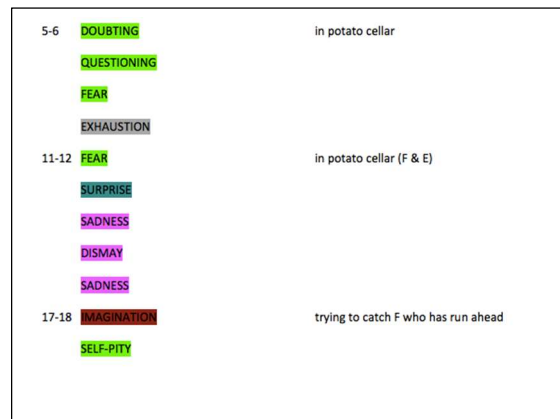 5-6 DOUBTING in potato cellar
QUESTIONING
FEAR
EXHAUSTION
11-12 FEAR in potato cellar (F & E)
SURPRISE
SADNESS
DISMAY
SADNESS
17-18 IMAGINATION trying to catch F who has run ahead
SELF-PITY